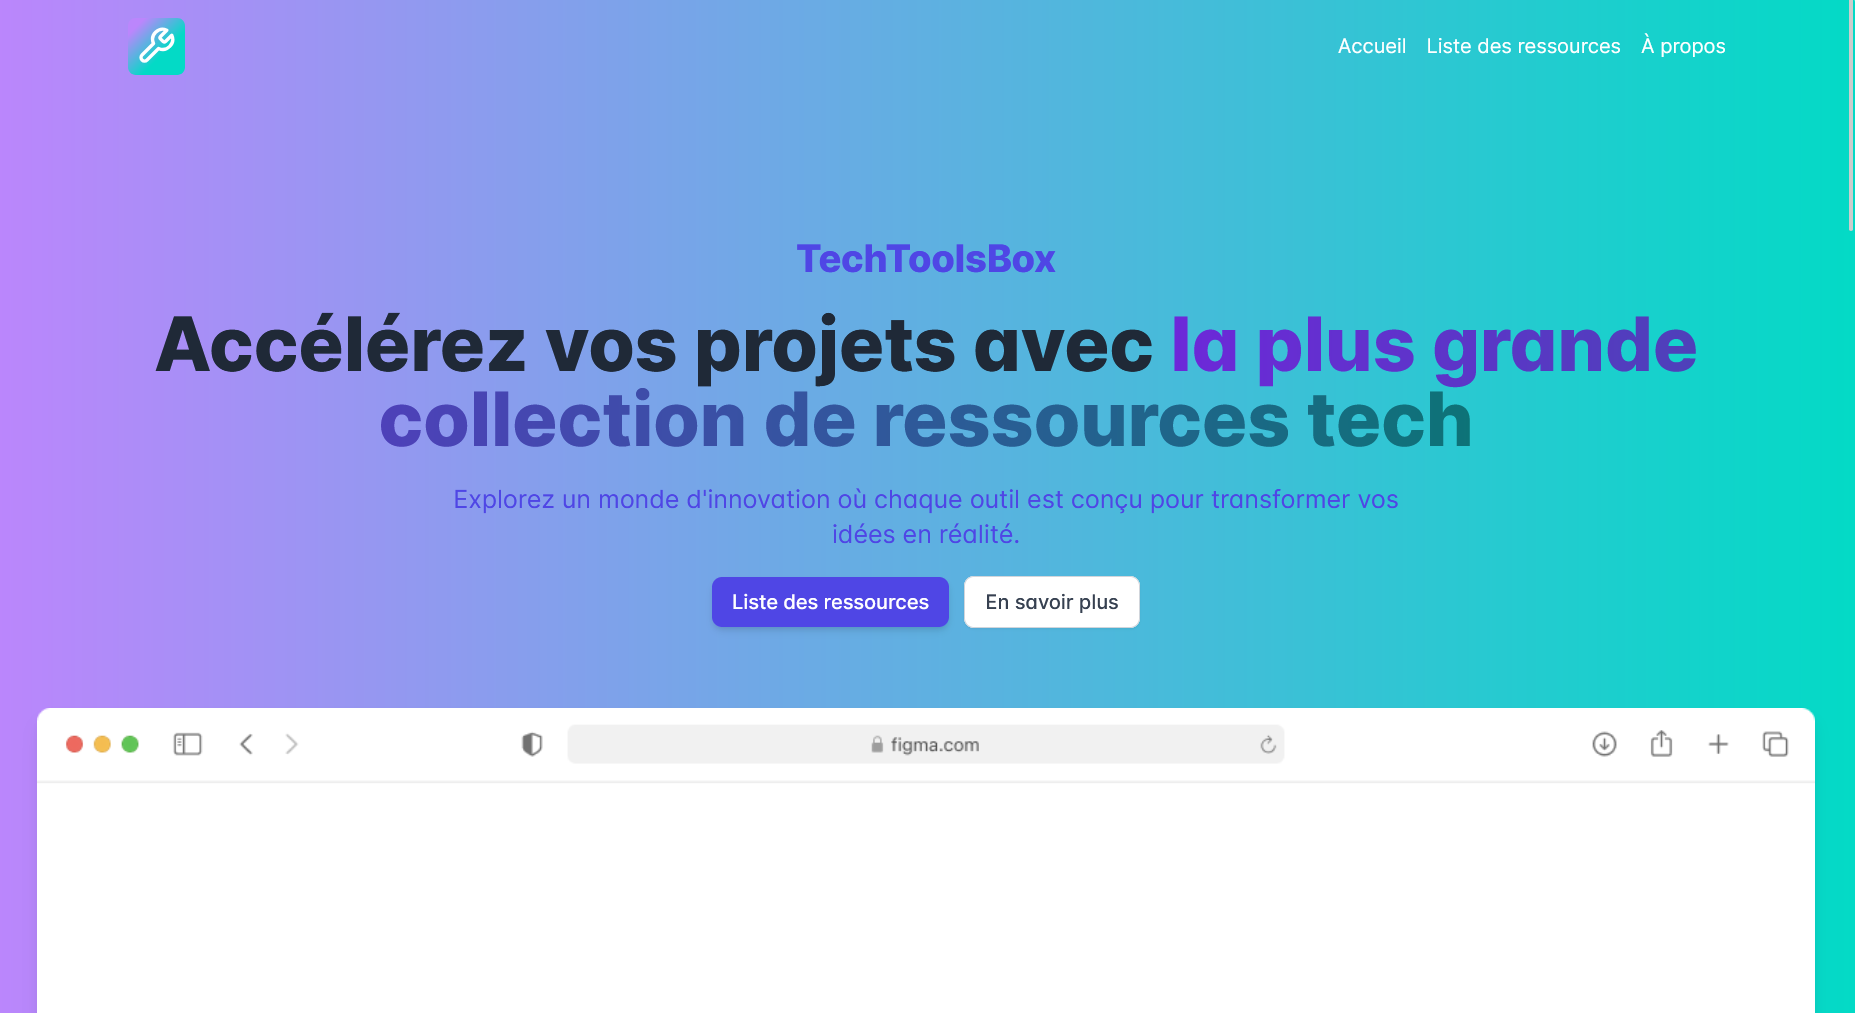 Accueil Liste des ressources À propos
TechToolsBox
Accélérez vos projets avec la plus grande
collection de ressources tech
Explorez un monde d'innovation où chaque outil est conçu pour transformer vos
idées en réalité.
Liste des ressources En savoir plus
figma.com